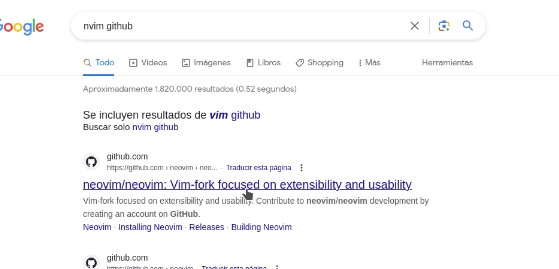 Google
nvim github
Todo Vídeos Imágenes Libros Shopping Más Herramientas
Aproximadamente 1.820.000 resultados (0,52 segundos)
Se incluyen resultados de vim github
Buscar solo nvim github
github.com
https://github.com › neovim › neo... · Traducir esta página
neovim/neovim: Vim-fork focused on extensibility and usability
Vim-fork focused on extensibility and usability. Contribute to neovim/neovim development by
creating an account on GitHub.
Neovim · Installing Neovim · Releases · Building Neovim
github.com
https://github.com › neovim · Traducir esta página